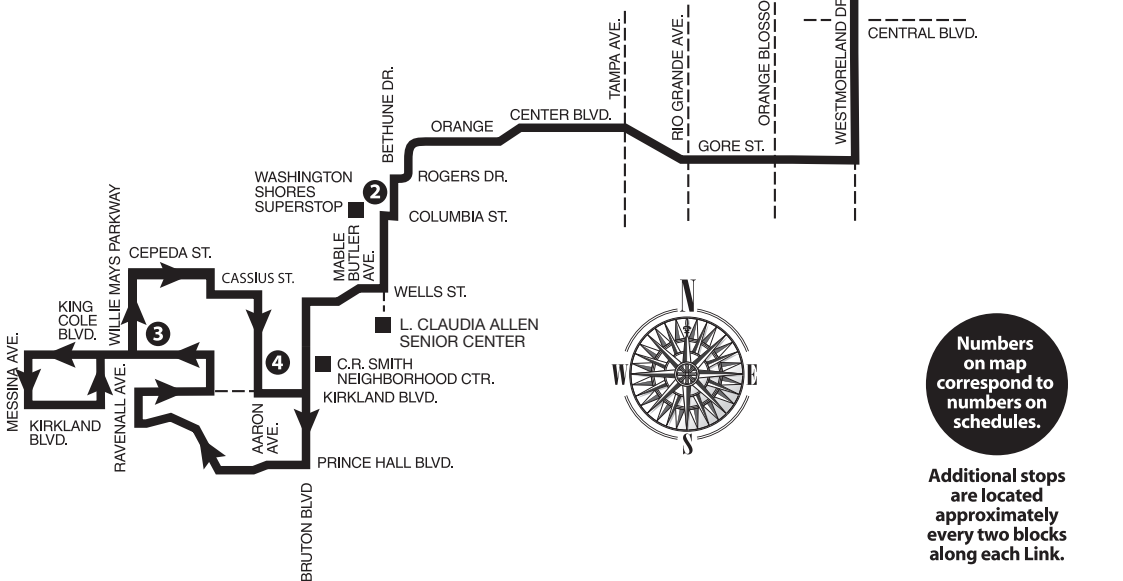 TAMPA AVE.
RIO GRANDE AVE.
ORANGE BLOSSO
WESTMORELAND DR
CENTRAL BLVD.
BETHUNE DR.
ORANGE
CENTER BLVD.
GORE ST.
WASHINGTON
SHORES
SUPERSTOP
2
ROGERS DR.
COLUMBIA ST.
MABLE
BUTLER
AVE.
WILLIE MAYS PARKWAY
CEPEDA ST.
CASSIUS ST.
WELLS ST.
KING
COLE
BLVD.
3
L. CLAUDIA ALLEN
SENIOR CENTER
MESSINA AVE.
4
C.R. SMITH
NEIGHBORHOOD CTR.
KIRKLAND BLVD.
KIRKLAND
BLVD.
RAVENALL AVE.
AARON
AVE.
PRINCE HALL BLVD.
BRUTON BLVD
N
W
E
S
Numbers
on map
correspond to
numbers on
schedules.
Additional stops
are located
approximately
every two blocks
along each Link.